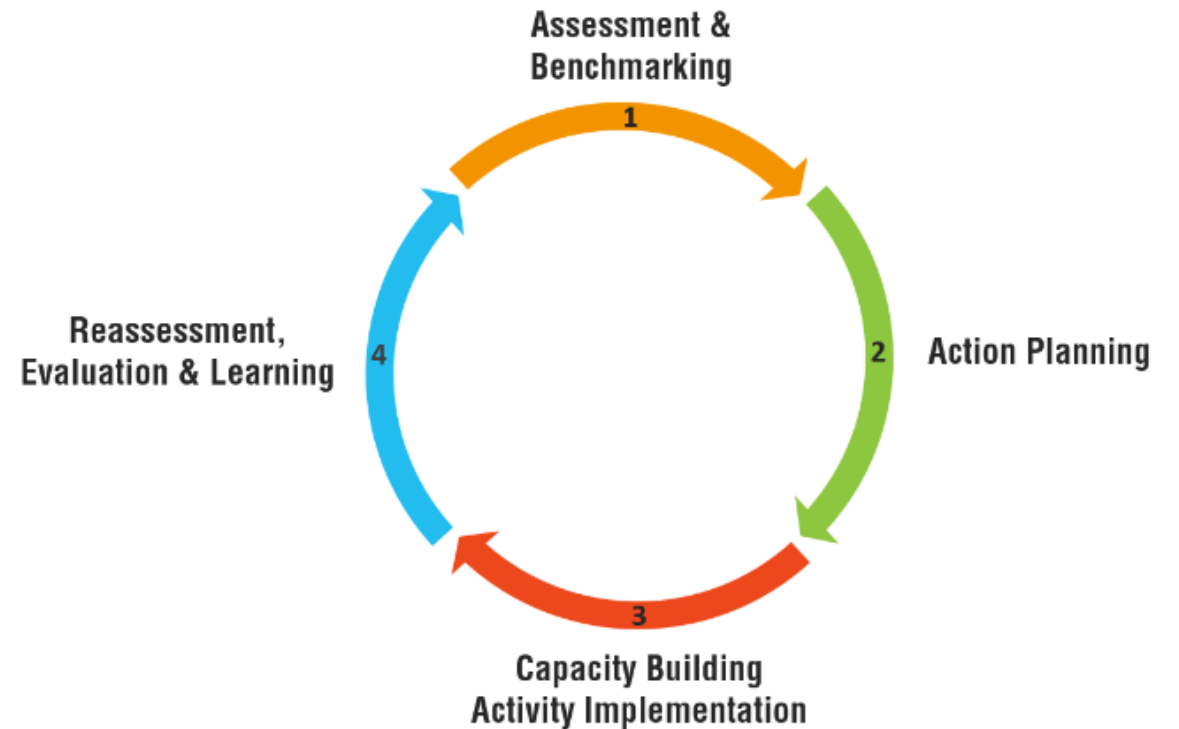 Assessment &
Benchmarking
1
2
Action Planning
3
Capacity Building
Activity Implementation
4
Reassessment,
Evaluation & Learning